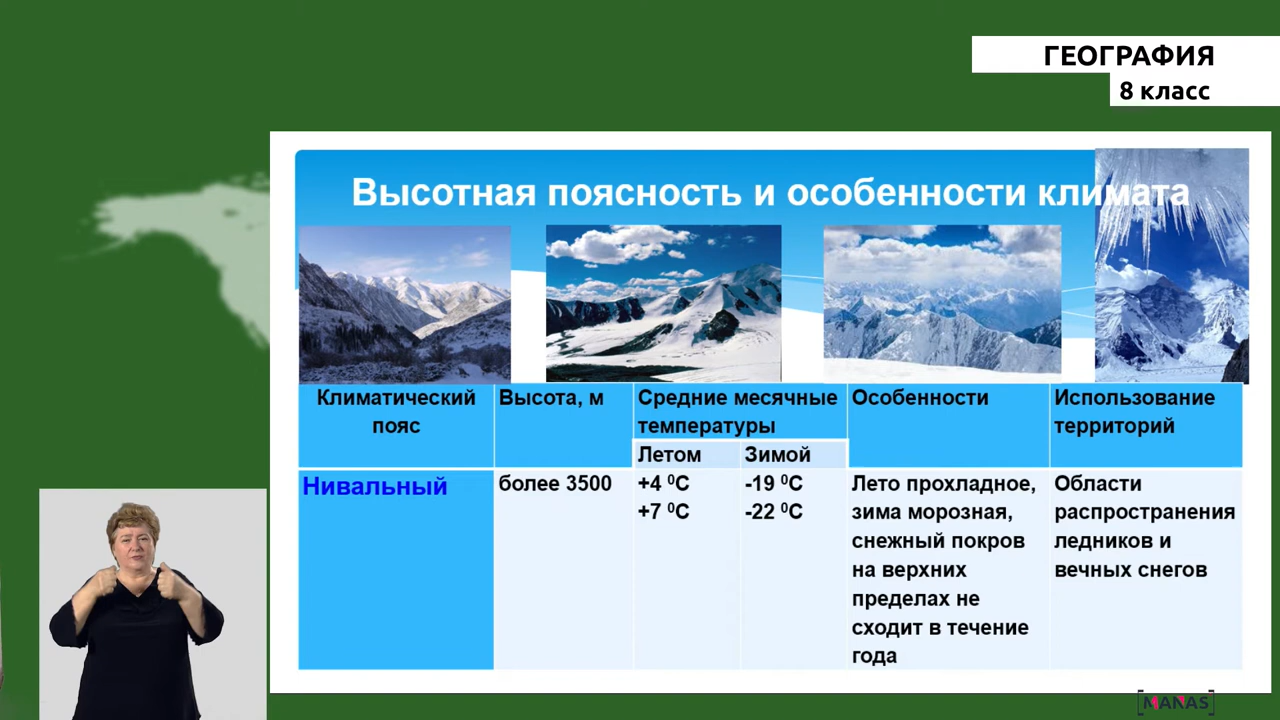 ГЕОГРАФИЯ
8 класс
Высотная поясность и особенности климата
Климатический
пояс
Высота, м
Средние месячные
температуры
Летом
Зимой
Особенности
Использование
территорий
Нивальный
более 3500
+4 ⁰С
+7 ⁰С
-19 ⁰С
-22 ⁰С
Лето прохладное,
зима морозная,
снежный покров
на верхних
пределах не
сходит в течение
года
Области
распространения
ледников и
вечных снегов
[MANAS]